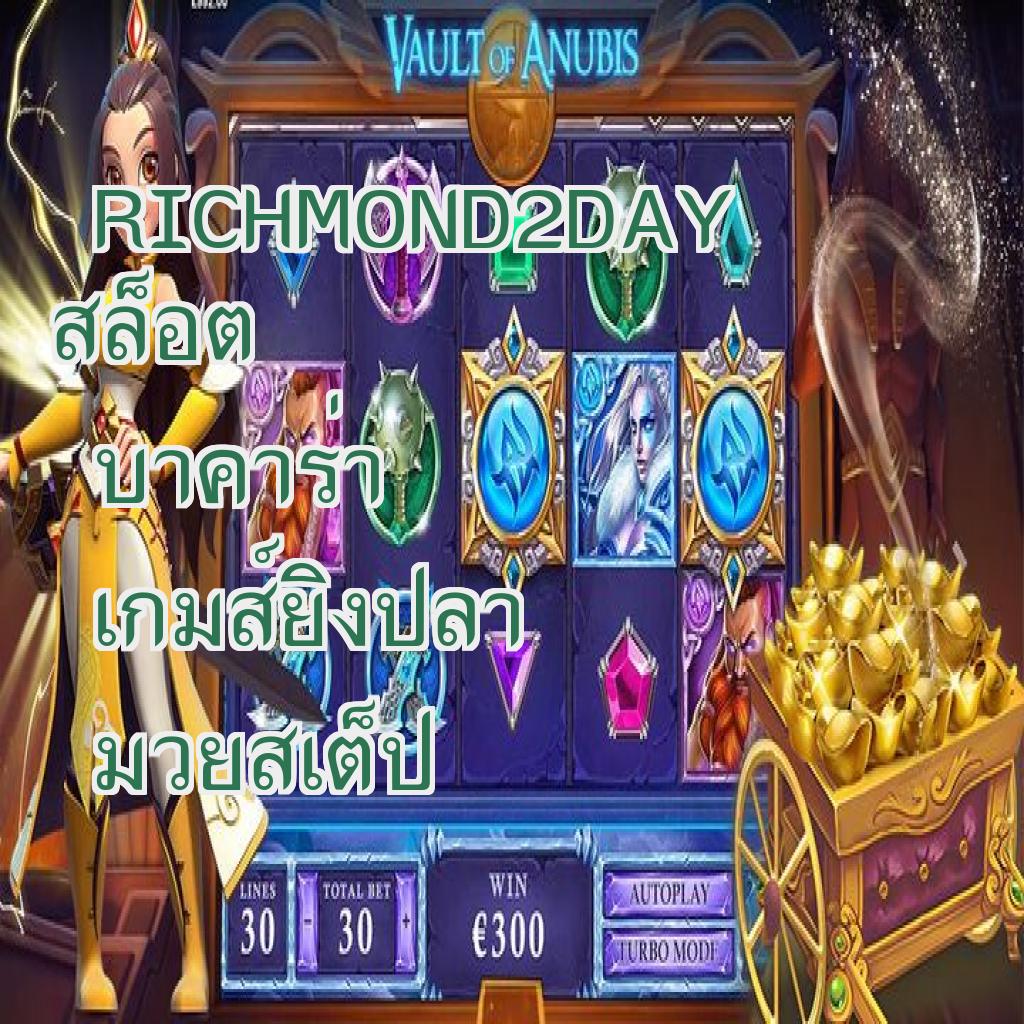 VAULT OF ANUBIS
RICHMOND2DAY
สล็อต
บาคาร่า
เกมส์ยิงปลา
มวยสเต็ป
LINES
30
TOTAL BET
- 30 +
WIN
€300
AUTOPLAY
TURBO MODE